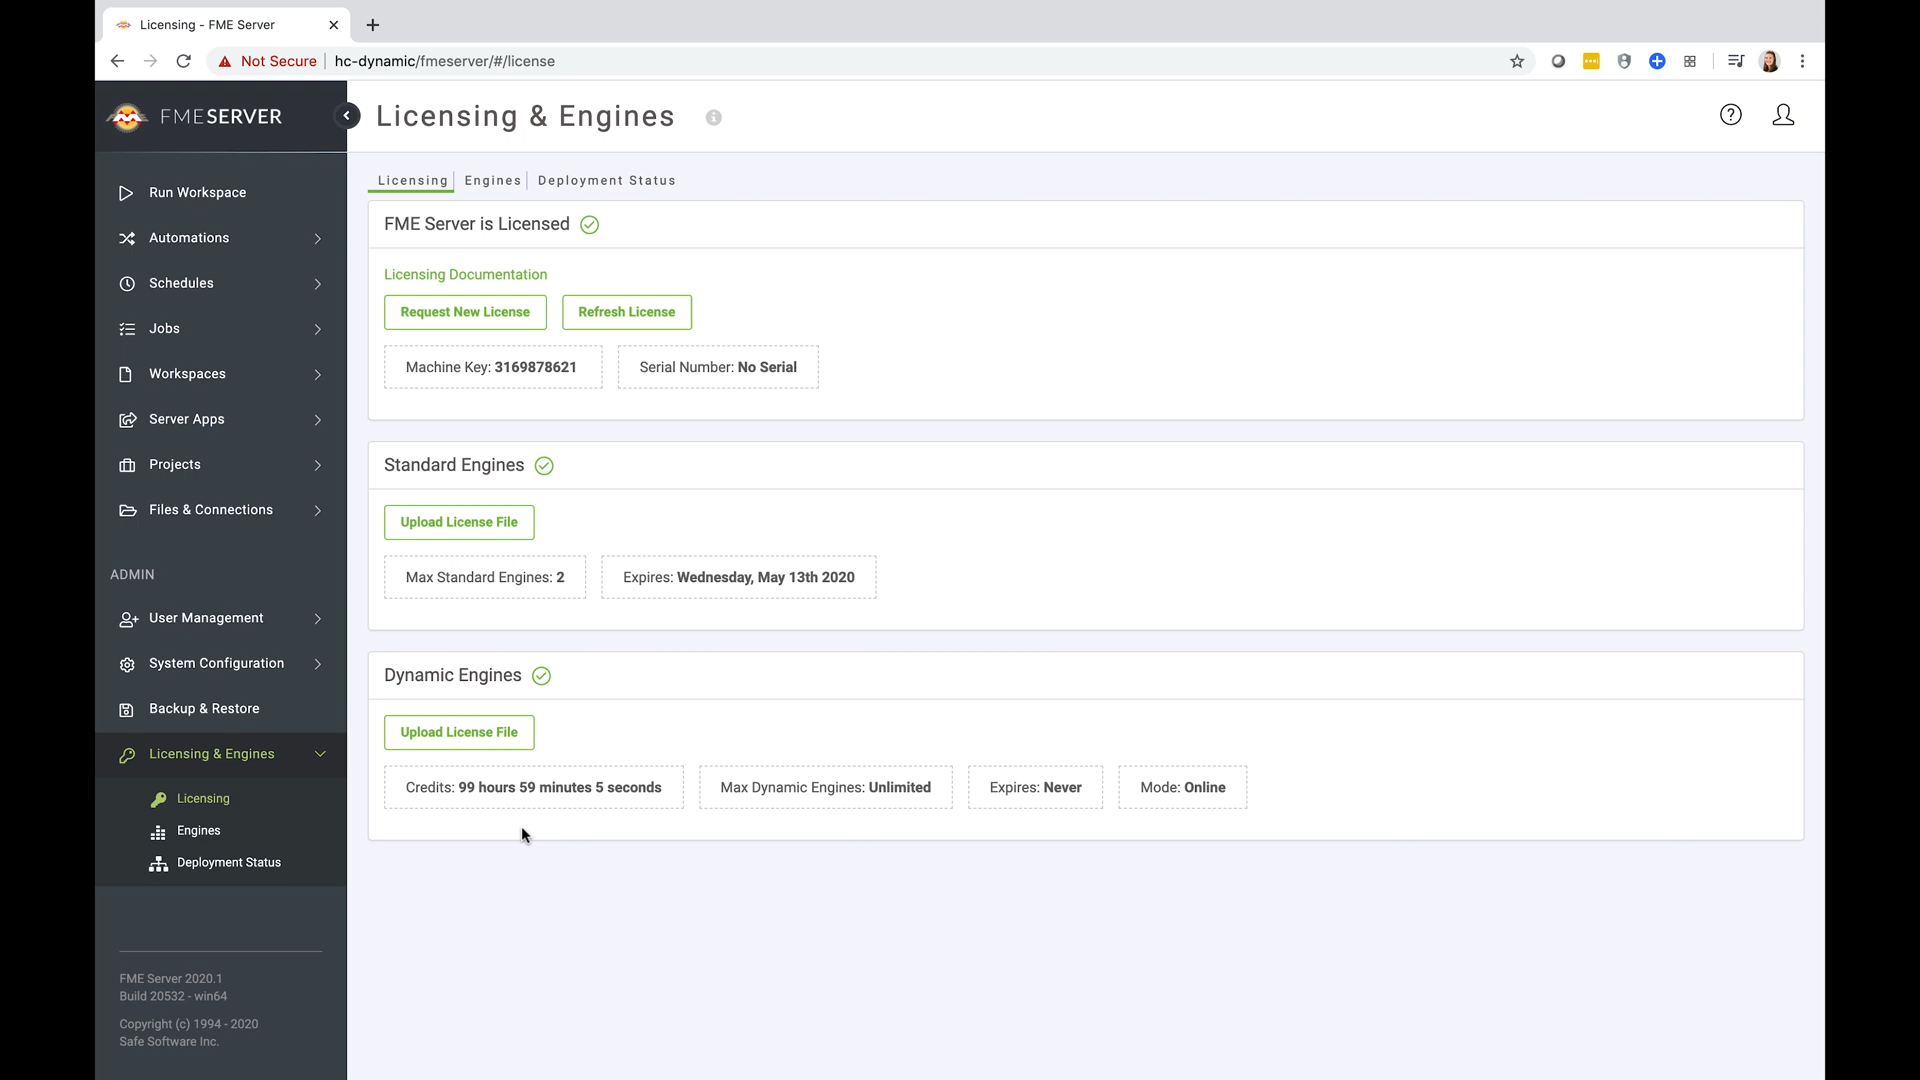 Licensing - FME Server
Not Secure | hc-dynamic/fmeserver/#/license
FMESERVER
Licensing & Engines
Run Workspace
Automations
Schedules
Jobs
Workspaces
Server Apps
Projects
Files & Connections
ADMIN
User Management
System Configuration
Backup & Restore
Licensing & Engines
Licensing
Engines
Deployment Status
FME Server 2020.1
Build 20532 - win64
Copyright (c) 1994 - 2020
Safe Software Inc.
Licensing Engines Deployment Status
FME Server is Licensed
Licensing Documentation
Request New License Refresh License
Machine Key: 3169878621 Serial Number: No Serial
Standard Engines
Upload License File
Max Standard Engines: 2 Expires: Wednesday, May 13th 2020
Dynamic Engines
Upload License File
Credits: 99 hours 59 minutes 5 seconds Max Dynamic Engines: Unlimited Expires: Never Mode: Online